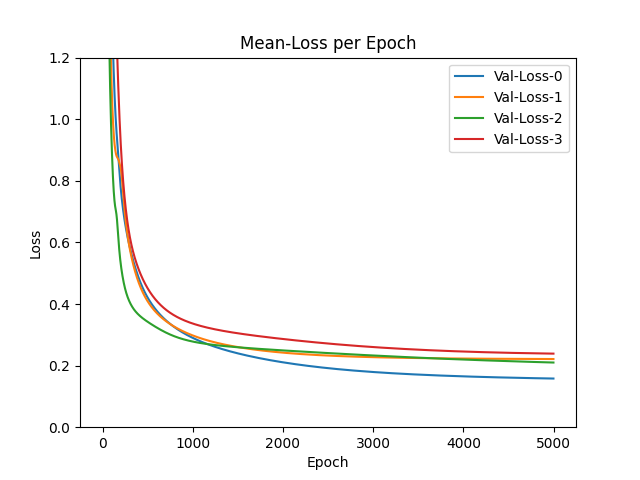 Mean-Loss per Epoch
Val-Loss-0
Val-Loss-1
Val-Loss-2
Val-Loss-3
Loss
1.2
1.0
0.8
0.6
0.4
0.2
0.0
0 1000 2000 3000 4000 5000
Epoch